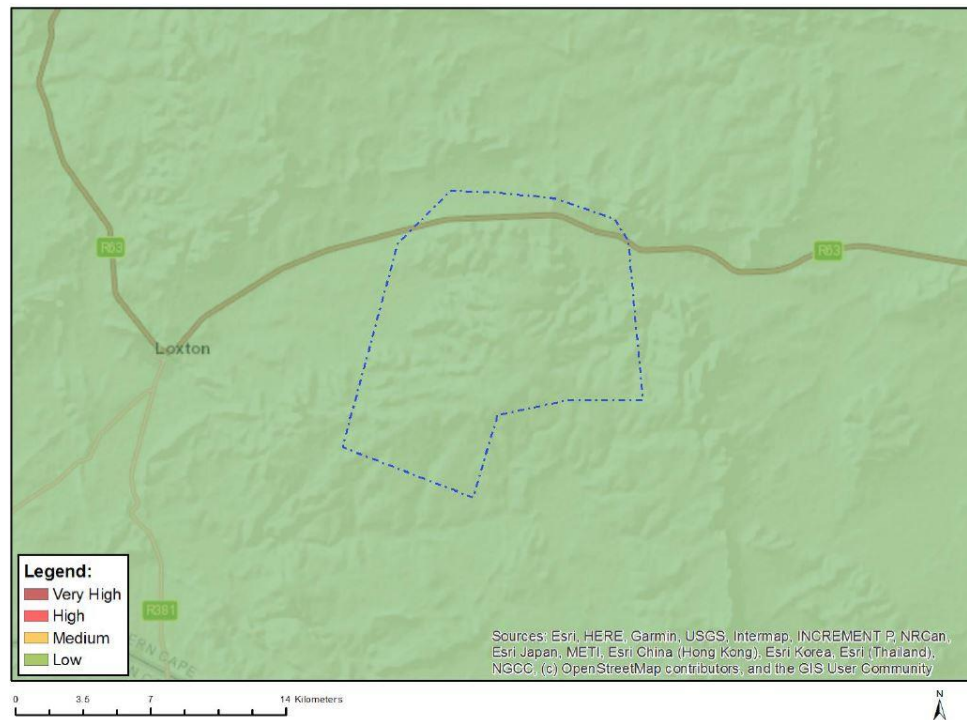 R63
R63
Loxton
R381
Legend:
Very High
High
Medium
Low
Sources: Esri, HERE, Garmin, USGS, Intermap, INCREMENT P, NRCan,
Esri Japan, METI, Esri China (Hong Kong), Esri Korea, Esri (Thailand),
NGCC, (c) OpenStreetMap contributors, and the GIS User Community
0 3.5 7 14 Kilometers
N